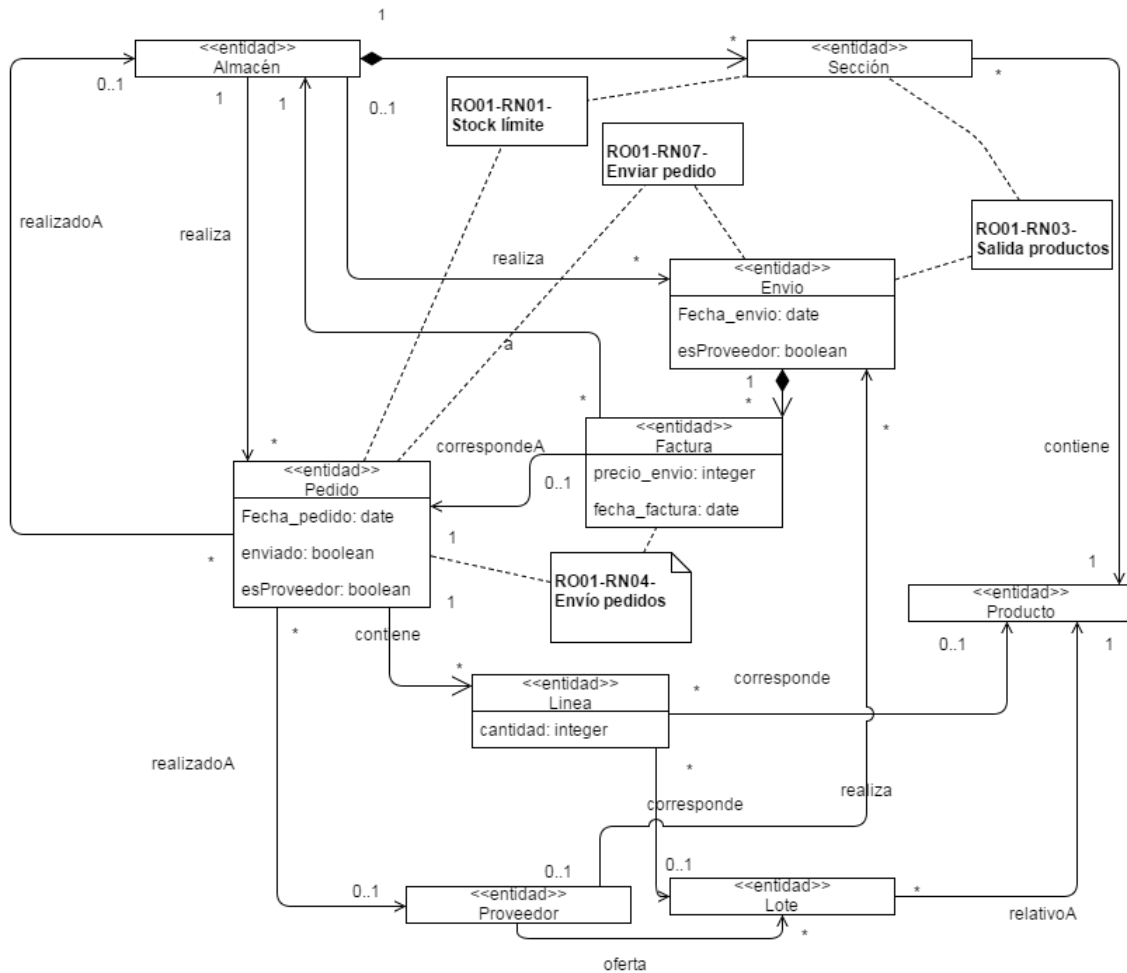 1
<<entidad>>
Almacén
<<entidad>>
Sección
*
*
0..1
1
1
0..1
RO01-RN01-
Stock límite
RO01-RN07-
Enviar pedido
RO01-RN03-
Salida productos
realizadoA
realiza
realiza
*
<<entidad>>
Envio
Fecha_envio: date
esProveedor: boolean
a
1
*
*
*
<<entidad>>
Factura
precio_envio: integer
fecha_factura: date
correspondeA
0..1
contiene
*
<<entidad>>
Pedido
Fecha_pedido: date
enviado: boolean
esProveedor: boolean
*
1
1
RO01-RN04-
Envío pedidos
1
<<entidad>>
Producto
0..1
1
*
contiene
*
<<entidad>>
Linea
cantidad: integer
*
corresponde
*
realizadoA
corresponde
realiza
0..1
0..1
0..1
<<entidad>>
Proveedor
<<entidad>>
Lote
*
relativoA
*
oferta